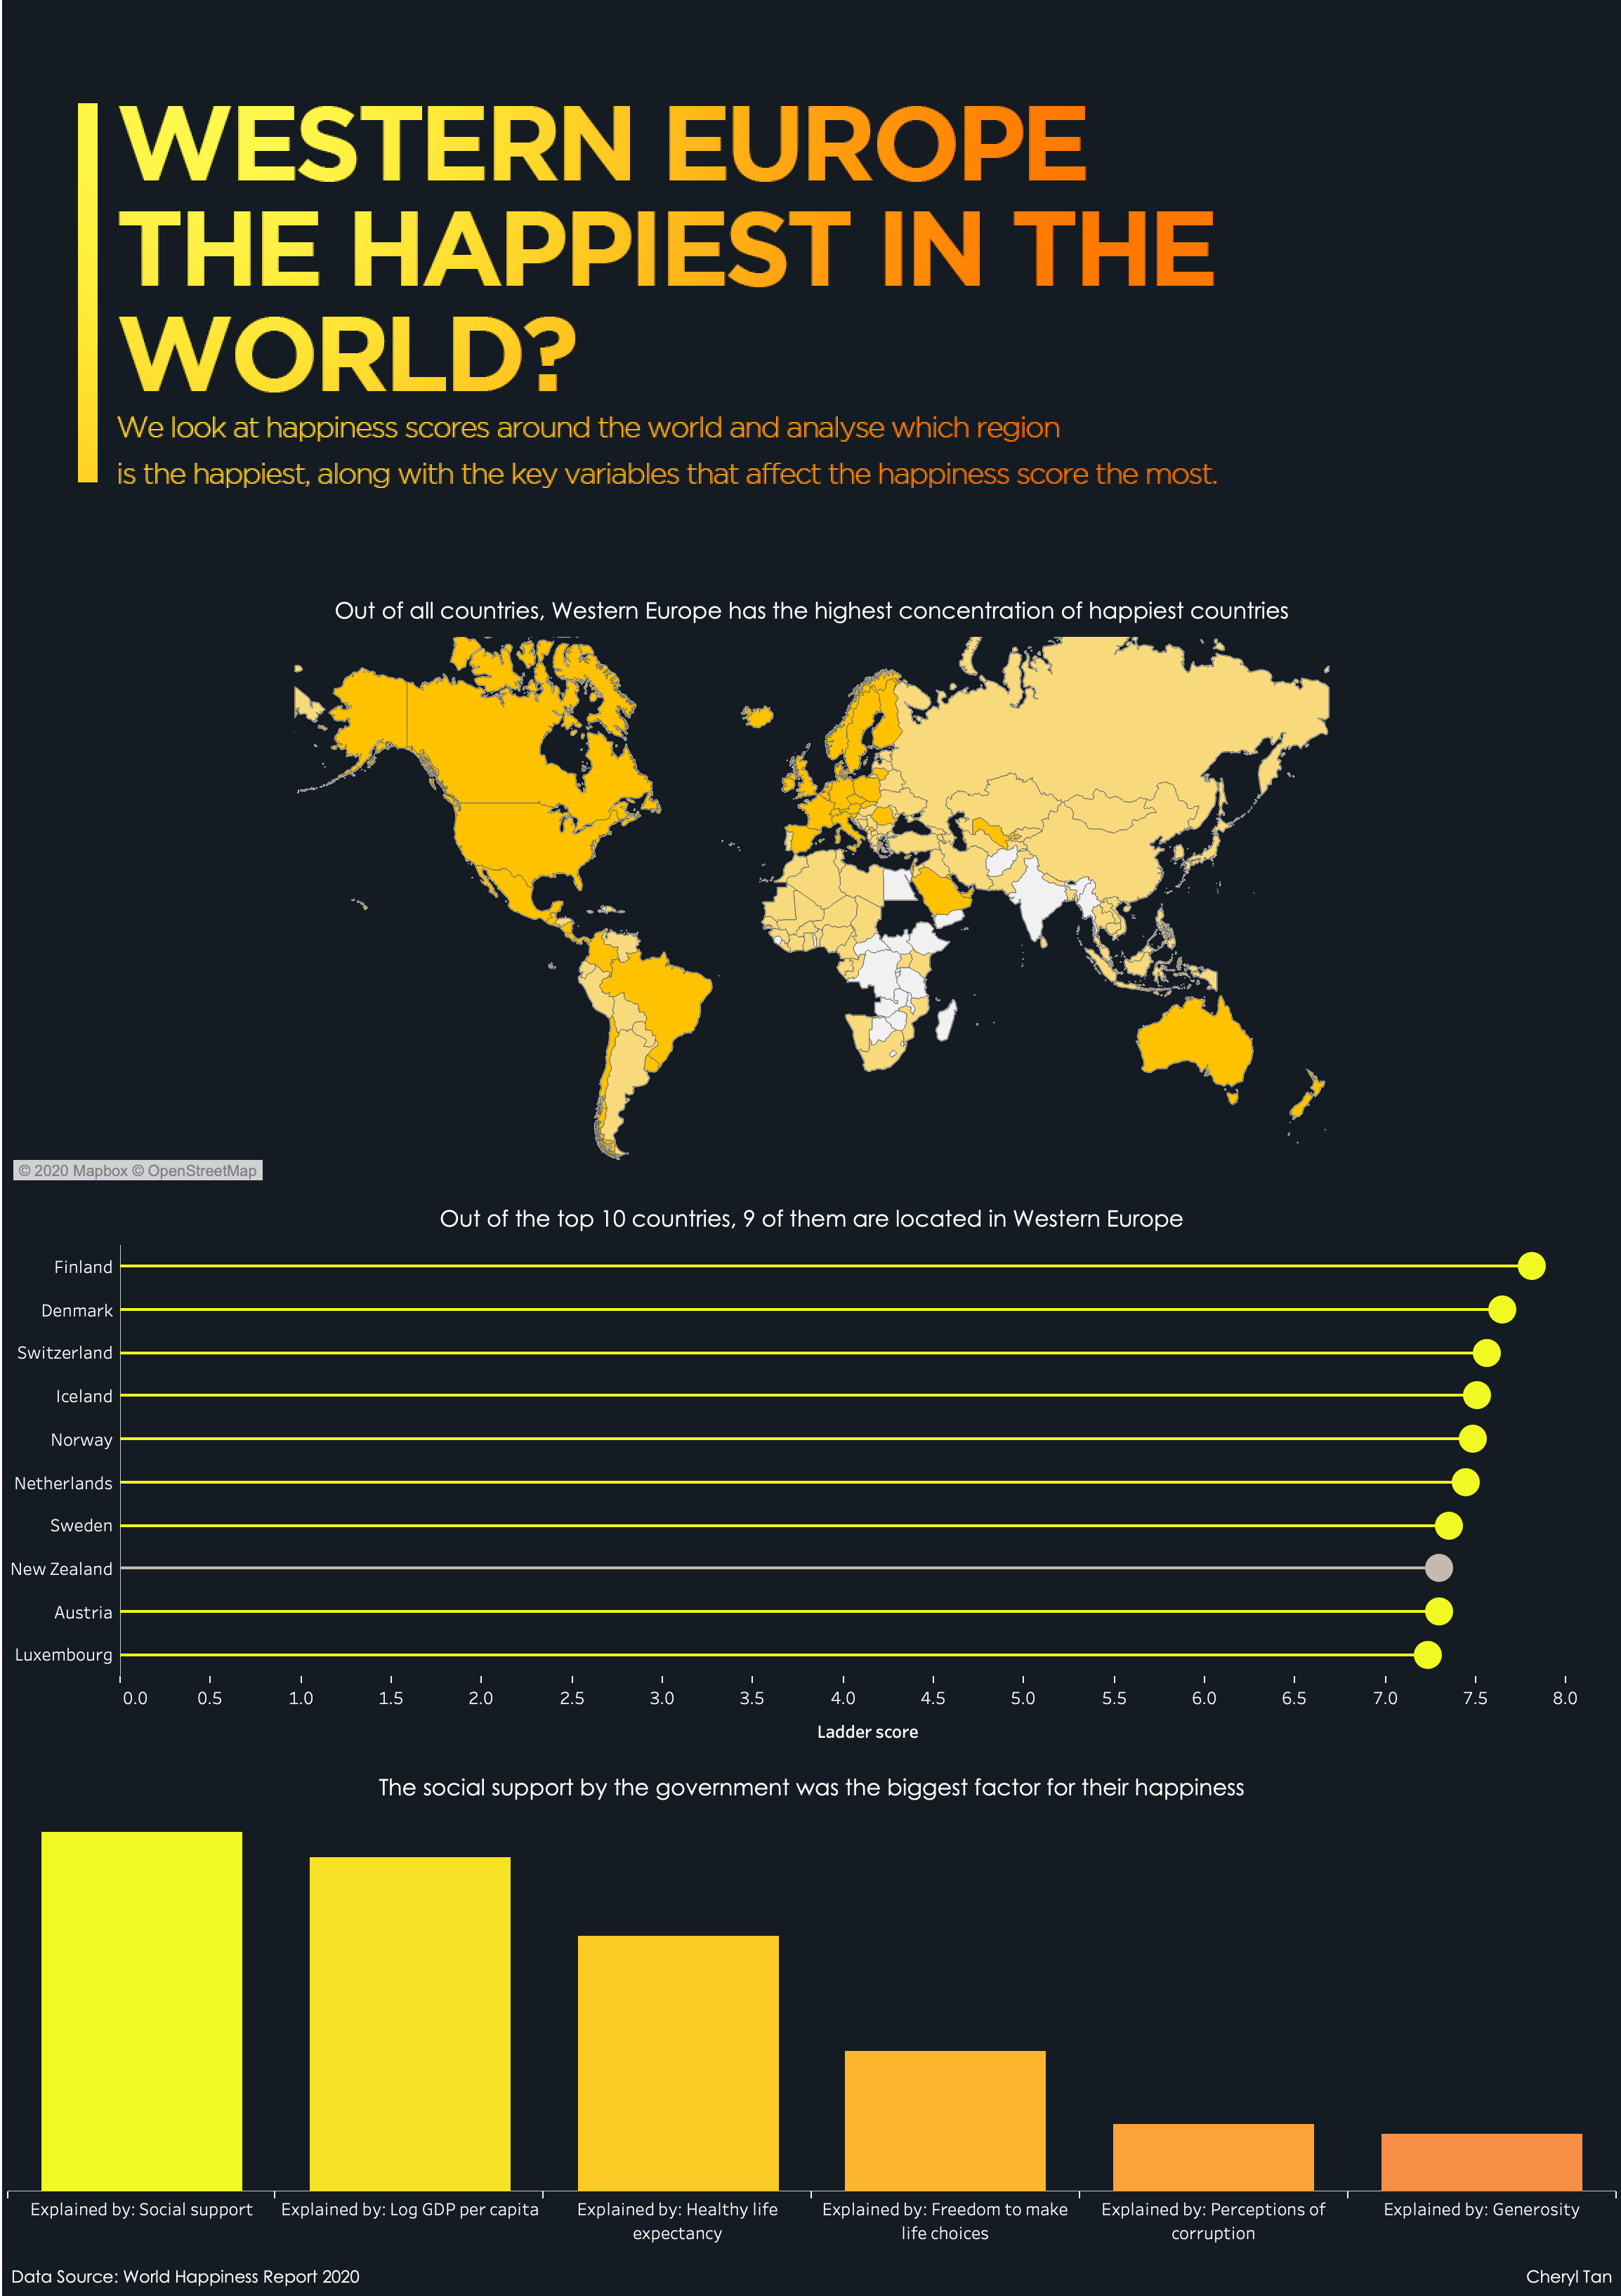 WESTERN EUROPE
THE HAPPIEST IN THE
WORLD?
We look at happiness scores around the world and analyse which region
is the happiest, along with the key variables that affect the happiness score the most.
Out of all countries, Western Europe has the highest concentration of happiest countries
© 2020 Mapbox © OpenStreetMap
Out of the top 10 countries, 9 of them are located in Western Europe
Finland
Denmark
Switzerland
Iceland
Norway
Netherlands
Sweden
New Zealand
Austria
Luxembourg
0.0 0.5 1.0 1.5 2.0 2.5 3.0 3.5 4.0 4.5 5.0 5.5 6.0 6.5 7.0 7.5 8.0
Ladder score
The social support by the government was the biggest factor for their happiness
Explained by: Social support
Explained by: Log GDP per capita
Explained by: Healthy life
expectancy
Explained by: Freedom to make
life choices
Explained by: Perceptions of
corruption
Explained by: Generosity
Data Source: World Happiness Report 2020
Cheryl Tan